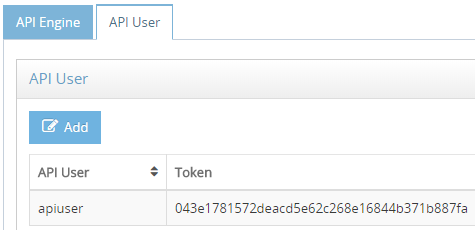 API Engine
API User
API User
Add
API User
Token
apiuser
043e1781572deacd5e62c268e16844b371b887fa